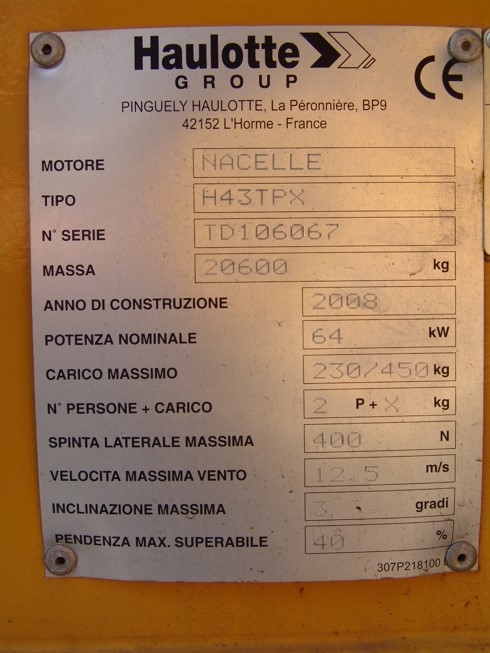 Haulotte
GROUP
CE
PINGUELY HAULOTTE, La Péronnière, BP9
42152 L'Horme - France
MOTORE NACELLE
TIPO H43TPX
N° SERIE TD106067
MASSA 20600 kg
ANNO DI COSTRUZIONE 2008
POTENZA NOMINALE 64 kW
CARICO MASSIMO 230/450 kg
N° PERSONE + CARICO 2 P + X kg
SPINTA LATERALE MASSIMA 400 N
VELOCITA MASSIMA VENTO 12.5 m/s
INCLINAZIONE MASSIMA 3 gradi
PENDENZA MAX. SUPERABILE 40 %
307P218100